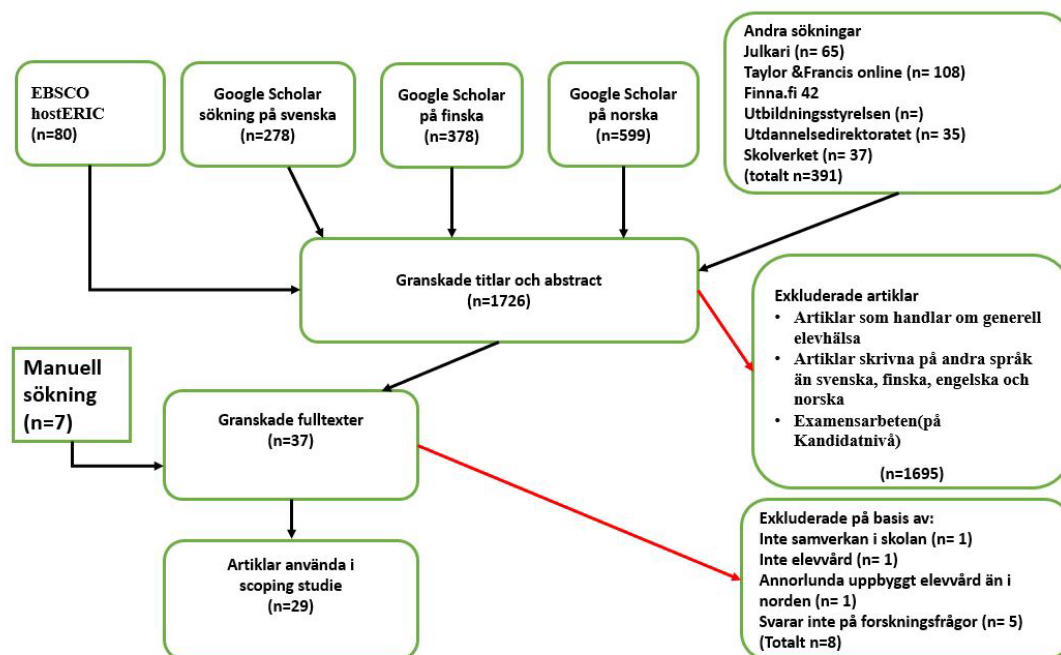 EBSCO
hostERIC
(n=80)
Google Scholar
sökning på svenska
(n=278)
Google Scholar
på finska
(n=378)
Google Scholar
på norska
(n=599)
Andra sökningar
Julkari (n= 65)
Taylor &Francis online (n= 108)
Finna.fi 42
Utbildningsstyrelsen (n=)
Utdannelsedirektoratet (n= 35)
Skolverket (n= 37)
(totalt n=391)
Granskade titlar och abstract
(n=1726)
Exkluderade artiklar
• Artiklar som handlar om generell
elevhälsa
• Artiklar skrivna på andra språk
än svenska, finska, engelska och
norska
• Examensarbeten(på
Kandidatnivå)
(n=1695)
Manuell
sökning
(n=7)
Granskade fulltexter
(n=37)
Exkluderade på basis av:
Inte samverkan i skolan (n= 1)
Inte elevvård (n= 1)
Annorlunda uppbyggt elevvård än i
norden (n= 1)
Svarar inte på forskningsfrågor (n= 5)
(Totalt n=8)
Artiklar använda i
scoping studie
(n=29)